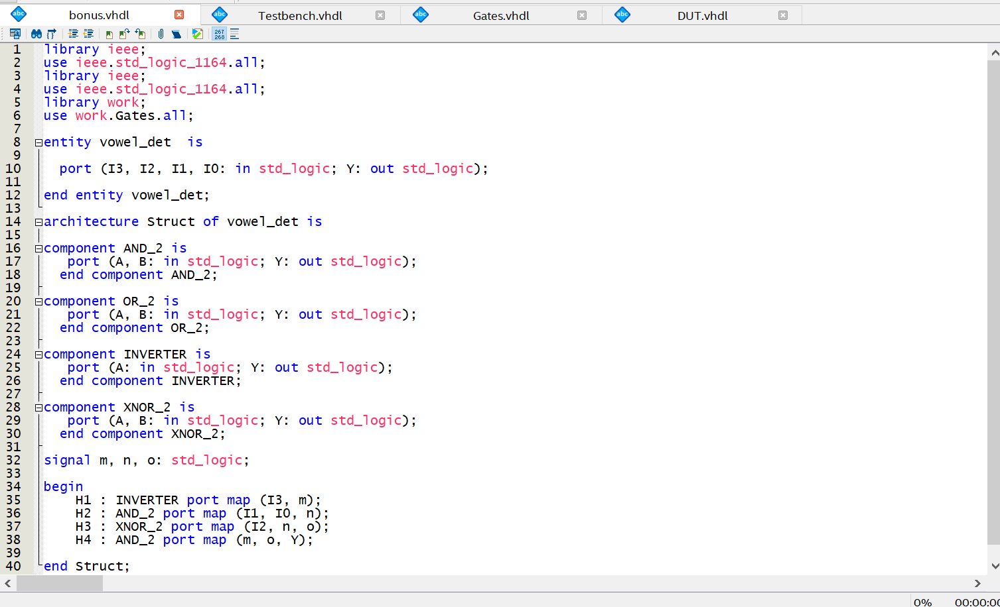 abc bonus.vhdl abc Testbench.vhdl abc Gates.vhdl abc DUT.vhdl
267
268
1 library ieee;
2 use ieee.std_logic_1164.all;
3 library ieee;
4 use ieee.std_logic_1164.all;
5 library work;
6 use work.Gates.all;
7
8 entity vowel_det  is
9
10   port (I3, I2, I1, I0: in std_logic; Y: out std_logic);
11
12 end entity vowel_det;
13
14 architecture Struct of vowel_det is
15
16 component AND_2 is
17    port (A, B: in std_logic; Y: out std_logic);
18   end component AND_2;
19
20 component OR_2 is
21    port (A, B: in std_logic; Y: out std_logic);
22   end component OR_2;
23
24 component INVERTER is
25    port (A: in std_logic; Y: out std_logic);
26   end component INVERTER;
27
28 component XNOR_2 is
29    port (A, B: in std_logic; Y: out std_logic);
30   end component XNOR_2;
31
32 signal m, n, o: std_logic;
33
34 begin
35     H1 : INVERTER port map (I3, m);
36     H2 : AND_2 port map (I1, I0, n);
37     H3 : XNOR_2 port map (I2, n, o);
38     H4 : AND_2 port map (m, o, Y);
39
40 end Struct;
0% 00:00:00